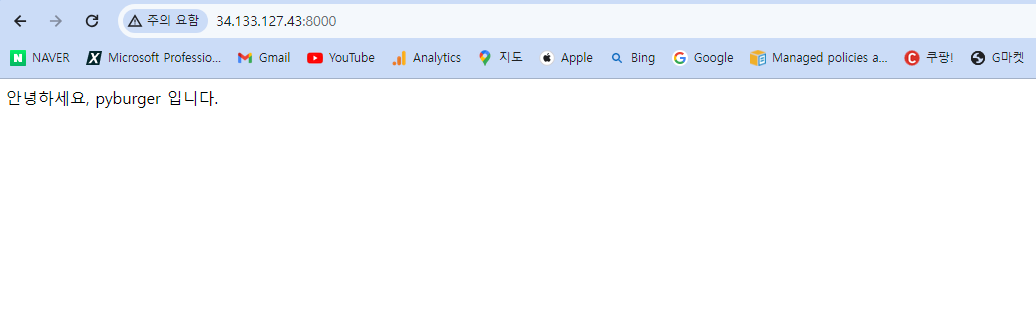 주의 요함 34.133.127.43:8000
NAVER Microsoft Professio... Gmail YouTube Analytics 지도 Apple Bing Google Managed policies a... 쿠팡! G마켓
안녕하세요, pyburger 입니다.